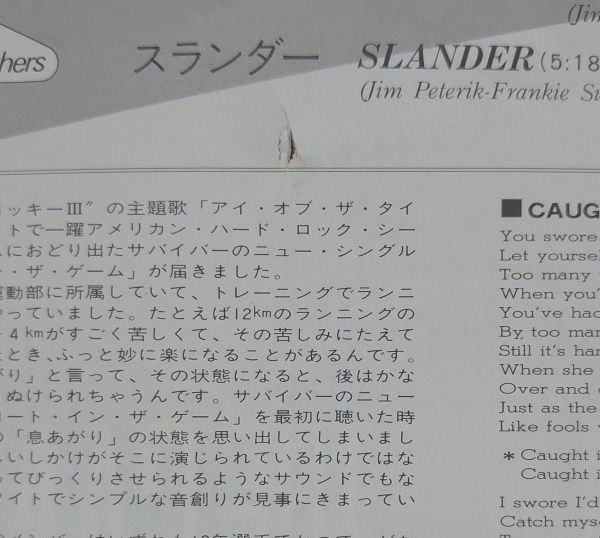 (Jim
hers
スランダー SLANDER(5:18
(Jim Peterik-Frankie Su
ッキーIII〞の主題歌「アイ・オブ・ザ・タイ
トで一躍アメリカン・ハード・ロック・シー
におどり出たサバイバーのニュー・シングル
・ザ・ゲーム」が届きました。
運動部に所属していて、トレーニングでランニ
やっていました。たとえば12kmのランニングの
4kmがすごく苦しくて、その苦しみにたえて
とき、ふっと妙に楽になることがあるんです。
がり」と言って、その状態になると、後はかな
ぬけられちゃうんです。サバイバーのニュー
コート・イン・ザ・ゲーム」を最初に聴いた時
の「息あがり」の状態を思い出してしまいまし
いしかけがそこに演じられているわけではな
ってびっくりさせられるようなサウンドでもな
タイトでシンプルな音創りが見事にきまってい
■CAUG
You swore
Let yoursel
Too many
When you'
You've had
By too man
Still it's har
When she
Over and
Just as the
Like fools
* Caught i
Caught i
I swore I'd
Catch myse